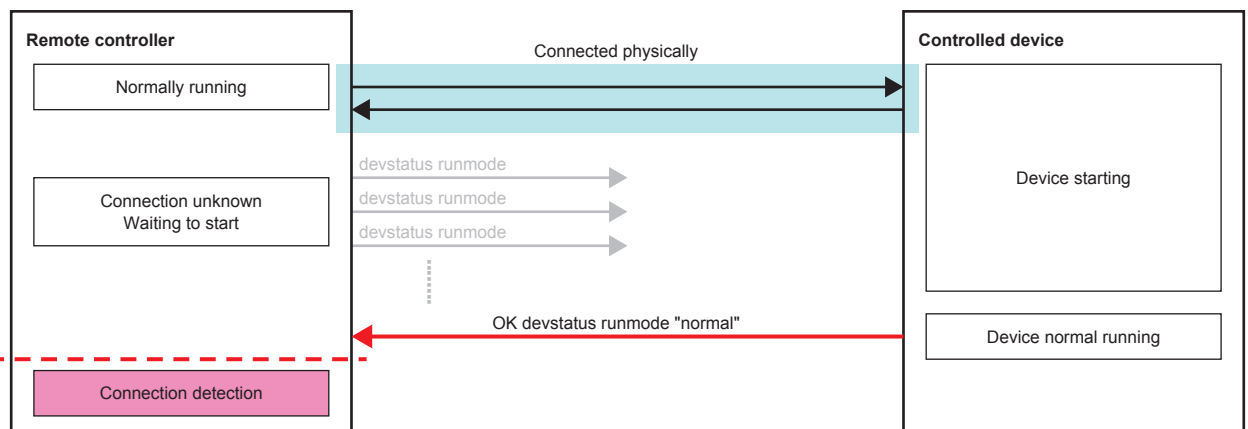 Remote controller
Connected physically
Controlled device
Normally running
devstatus runmode
Connection unknown
Waiting to start
devstatus runmode
devstatus runmode
Device starting
OK devstatus runmode "normal"
Device normal running
Connection detection